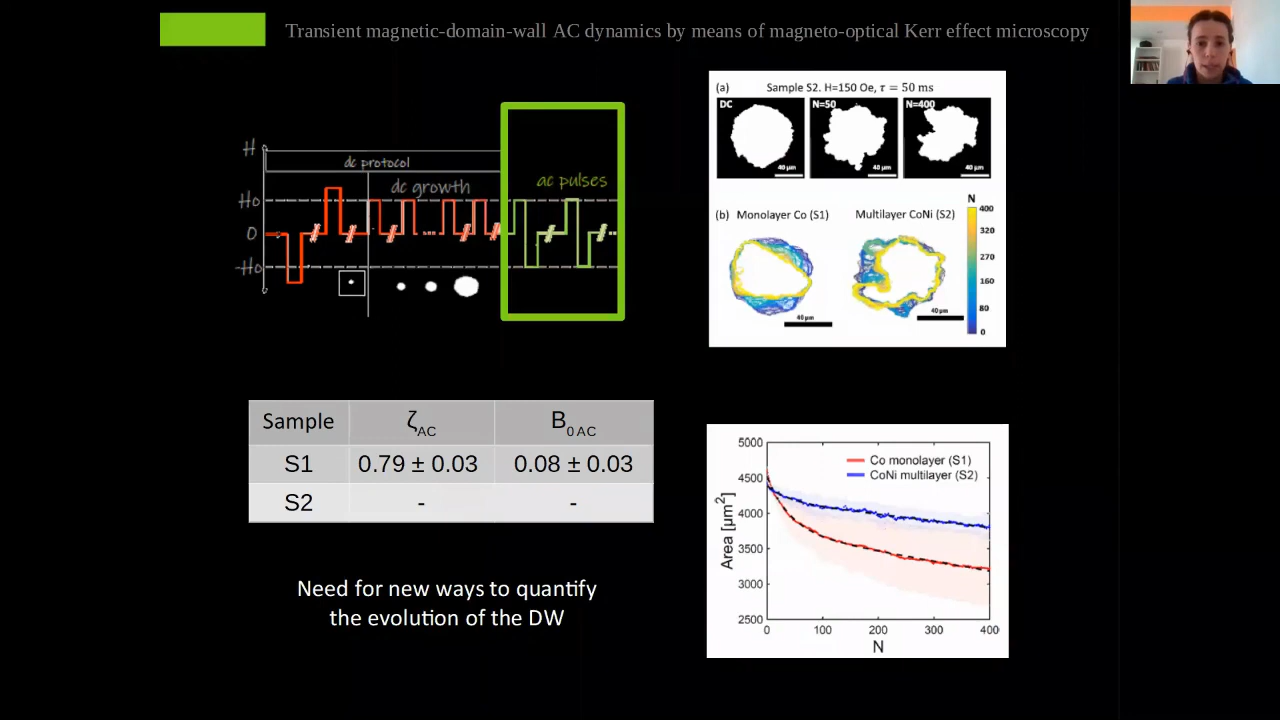 Transient magnetic-domain-wall AC dynamics by means of magneto-optical Kerr effect microscopy
H
dc protocol
dc growth
ac pulses
Ho
0
-Ho
(a) Sample S2. H=150 Oe, τ = 50 ms
DC N=50 N=400
40 μm 40 μm 40 μm
(b) Monolayer Co (S1) Multilayer CoNi (S2)
N
400
320
270
160
80
0
40 μm 40 μm
Sample ζAC B0 AC
S1 0.79 ± 0.03 0.08 ± 0.03
S2 - -
Need for new ways to quantify
the evolution of the DW
Area [μm²]
5000
4500
4000
3500
3000
2500
Co monolayer (S1)
CoNi multilayer (S2)
0 100 200 300 400
N